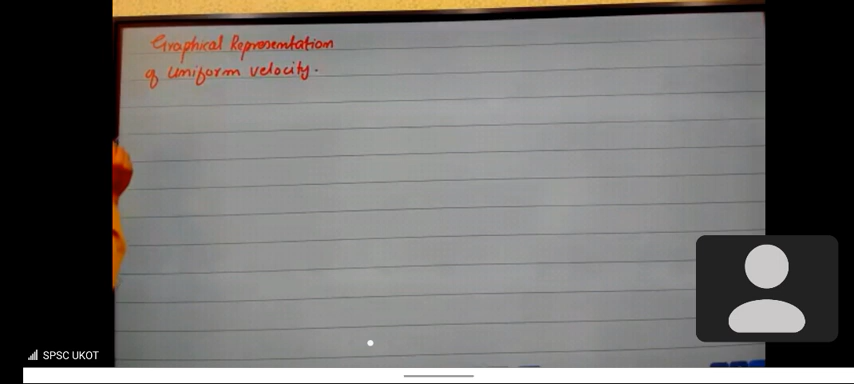 Graphical Representation
of uniform velocity.
SPSC UKOT